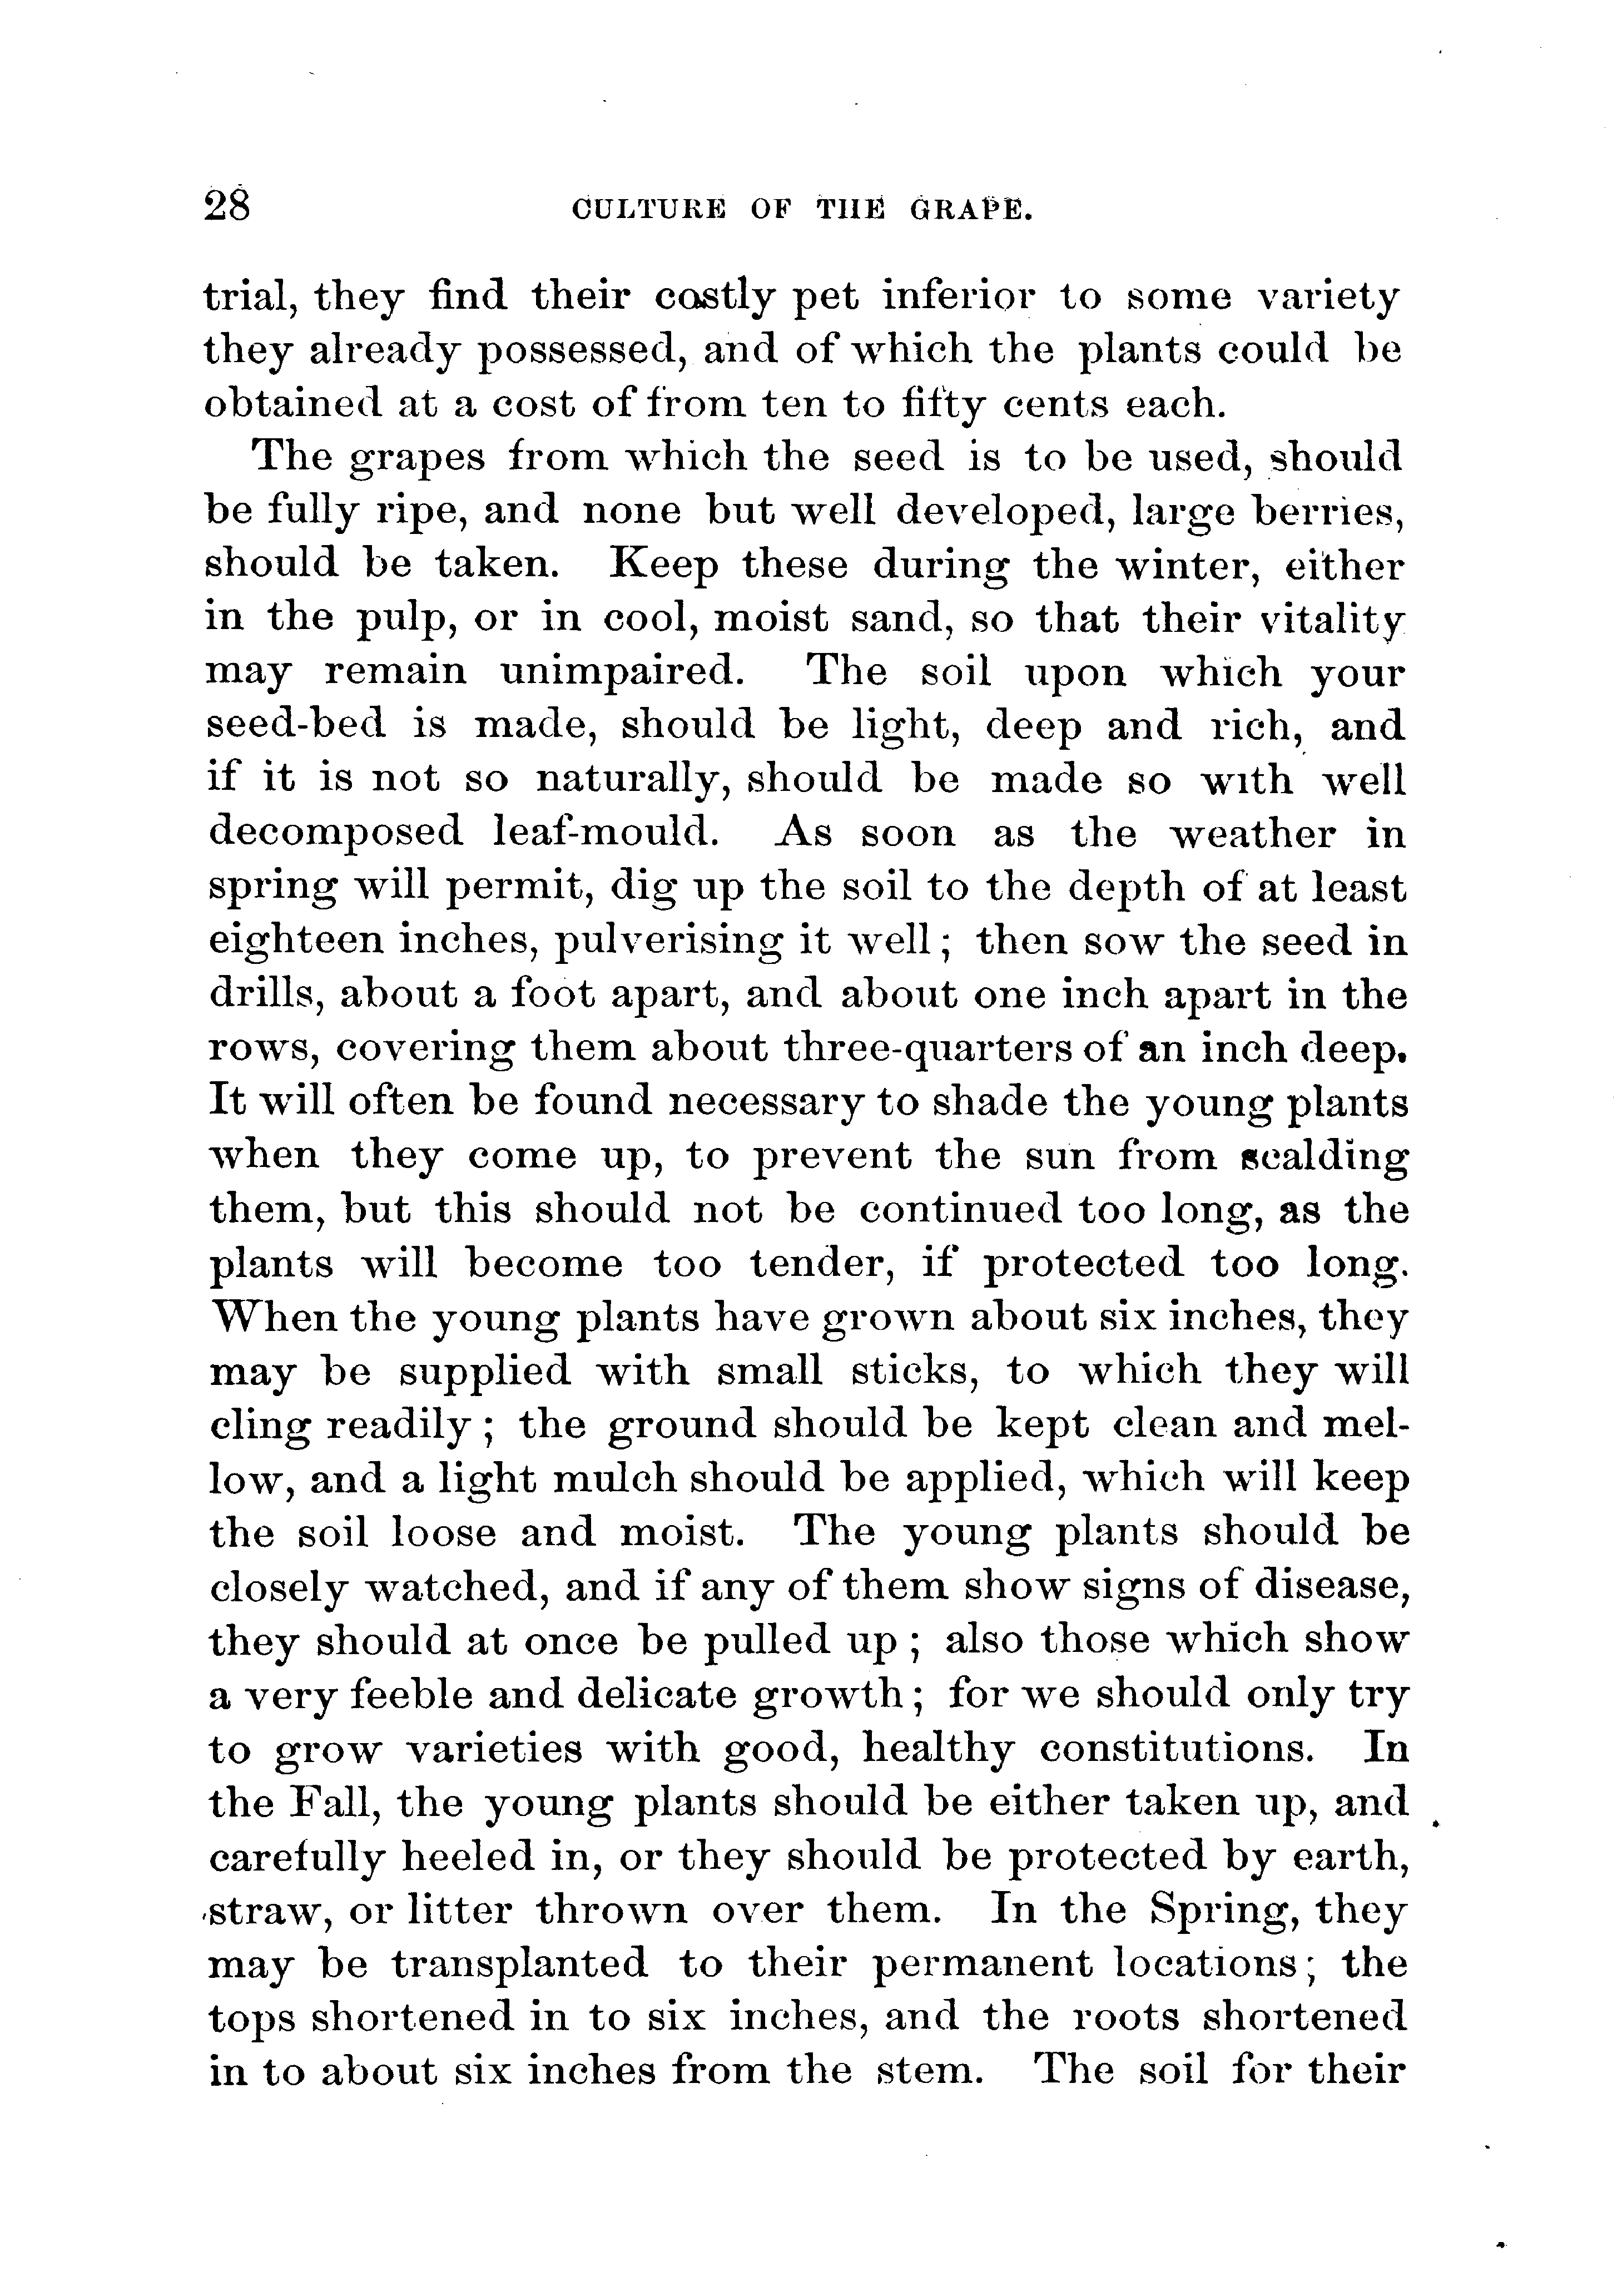 28 CULTURE OF THE GRAPE.
trial, they find their costly pet inferior to some variety
they already possessed, and of which the plants could be
obtained at a cost of from ten to fifty cents each.
The grapes from which the seed is to be used, should
be fully ripe, and none but well developed, large berries,
should be taken. Keep these during the winter, either
in the pulp, or in cool, moist sand, so that their vitality
may remain unimpaired. The soil upon which your
seed-bed is made, should be light, deep and rich, and
if it is not so naturally, should be made so with well
decomposed leaf-mould. As soon as the weather in
spring will permit, dig up the soil to the depth of at least
eighteen inches, pulverising it well; then sow the seed in
drills, about a foot apart, and about one inch apart in the
rows, covering them about three-quarters of an inch deep.
It will often be found necessary to shade the young plants
when they come up, to prevent the sun from scalding
them, but this should not be continued too long, as the
plants will become too tender, if protected too long.
When the young plants have grown about six inches, they
may be supplied with small sticks, to which they will
cling readily; the ground should be kept clean and mel-
low, and a light mulch should be applied, which will keep
the soil loose and moist. The young plants should be
closely watched, and if any of them show signs of disease,
they should at once be pulled up; also those which show
a very feeble and delicate growth; for we should only try
to grow varieties with good, healthy constitutions. In
the Fall, the young plants should be either taken up, and
carefully heeled in, or they should be protected by earth,
straw, or litter thrown over them. In the Spring, they
may be transplanted to their permanent locations; the
tops shortened in to six inches, and the roots shortened
in to about six inches from the stem. The soil for their